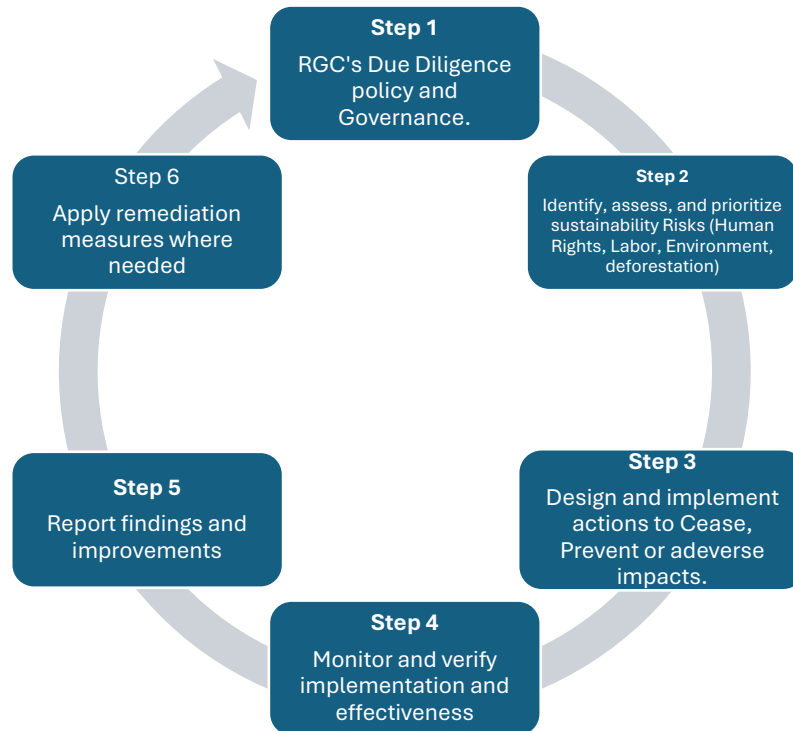 Step 1
RGC's Due Diligence
policy and
Governance.
Step 2
Identify, assess, and prioritize
sustainability Risks (Human
Rights, Labor, Environment,
deforestation)
Step 3
Design and implement
actions to Cease,
Prevent or adeverse
impacts.
Step 4
Monitor and verify
implementation and
effectiveness
Step 5
Report findings and
improvements
Step 6
Apply remediation
measures where
needed